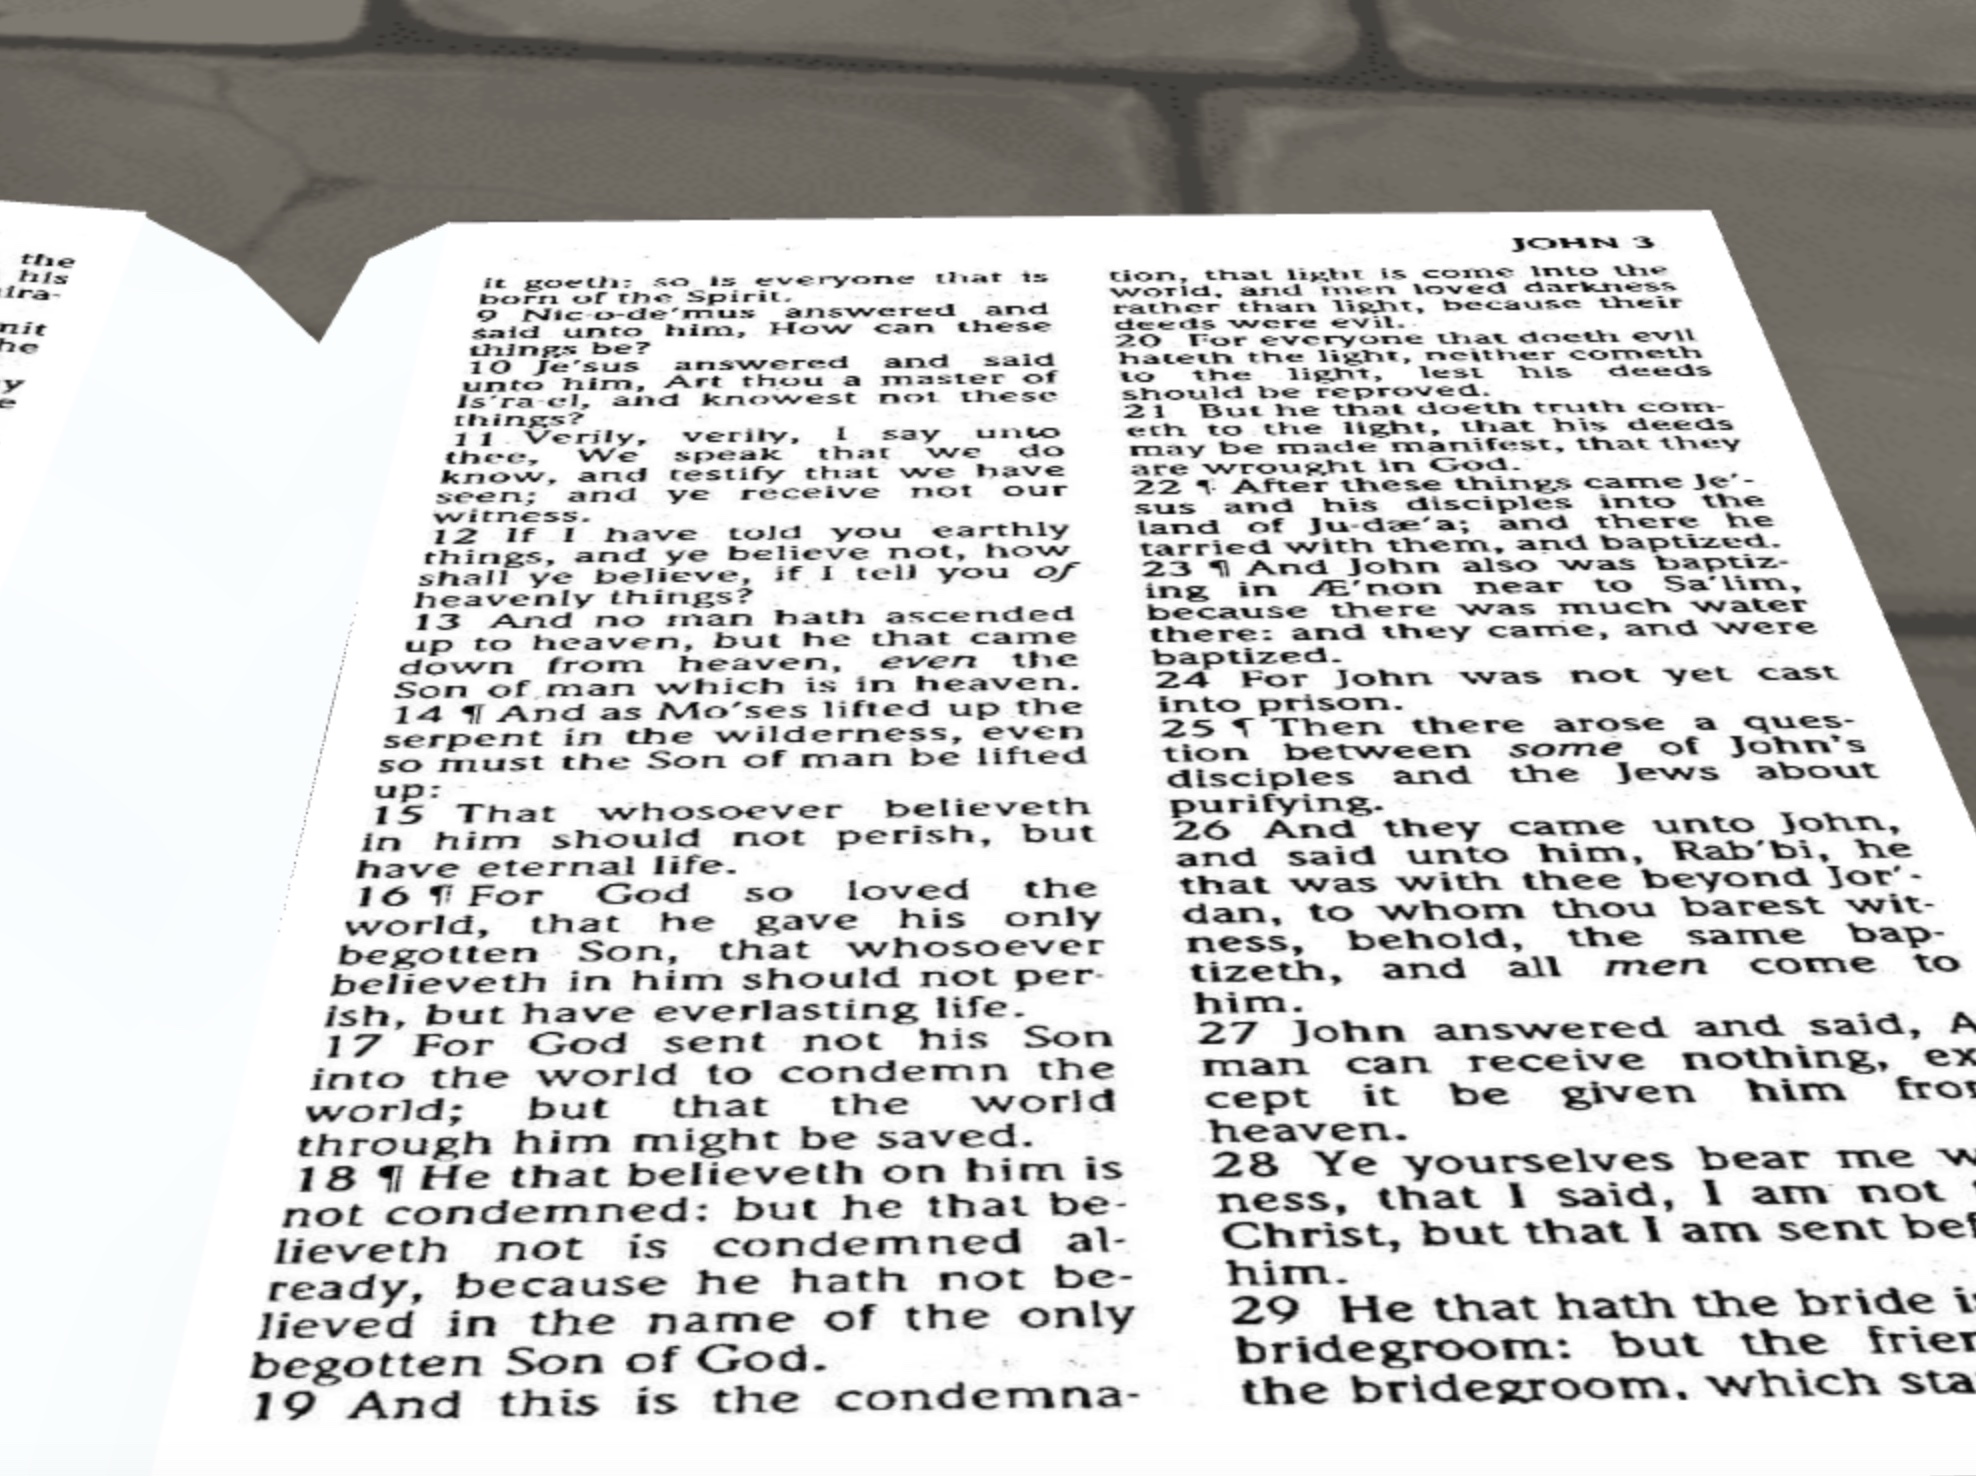 the
his
JOHN 3
it goeth: so is everyone that is
born of the Spirit.
9 Nic·o·de′mus answered and
said unto him, How can these
things be?
10 Je′sus answered and said
unto him, Art thou a master of
Is′ra·el, and knowest not these
things?
11 Verily, verily, I say unto
thee, We speak that we do
know, and testify that we have
seen; and ye receive not our
witness.
12 If I have told you earthly
things, and ye believe not, how
shall ye believe, if I tell you of
heavenly things?
13 And no man hath ascended
up to heaven, but he that came
down from heaven, even the
Son of man which is in heaven.
14 ¶ And as Mo′ses lifted up the
serpent in the wilderness, even
so must the Son of man be lifted
up:
15 That whosoever believeth
in him should not perish, but
have eternal life.
16 ¶ For God so loved the
world, that he gave his only
begotten Son, that whosoever
believeth in him should not per-
ish, but have everlasting life.
17 For God sent not his Son
into the world to condemn the
world; but that the world
through him might be saved.
18 ¶ He that believeth on him is
not condemned: but he that be-
lieveth not is condemned al-
ready, because he hath not be-
lieved in the name of the only
begotten Son of God.
19 And this is the condemna-
tion, that light is come into the
world, and men loved darkness
rather than light, because their
deeds were evil.
20 For everyone that doeth evil
hateth the light, neither cometh
to the light, lest his deeds
should be reproved.
21 But he that doeth truth com-
eth to the light, that his deeds
may be made manifest, that they
are wrought in God.
22 ¶ After these things came Je′-
sus and his disciples into the
land of Ju·dæ′a; and there he
tarried with them, and baptized.
23 ¶ And John also was baptiz-
ing in Æ′non near to Sa′lim,
because there was much water
there: and they came, and were
baptized.
24 For John was not yet cast
into prison.
25 ¶ Then there arose a ques-
tion between some of John's
disciples and the Jews about
purifying.
26 And they came unto John,
and said unto him, Rab′bi, he
that was with thee beyond Jor′-
dan, to whom thou barest wit-
ness, behold, the same bap-
tizeth, and all men come to
him.
27 John answered and said, A
man can receive nothing, ex
cept it be given him
heaven.
28 Ye yourselves bear me
ness, that I said, I am not
Christ, but that I am sent
him.
29 He that hath the bride
bridegroom: but the
the bridegroom, which